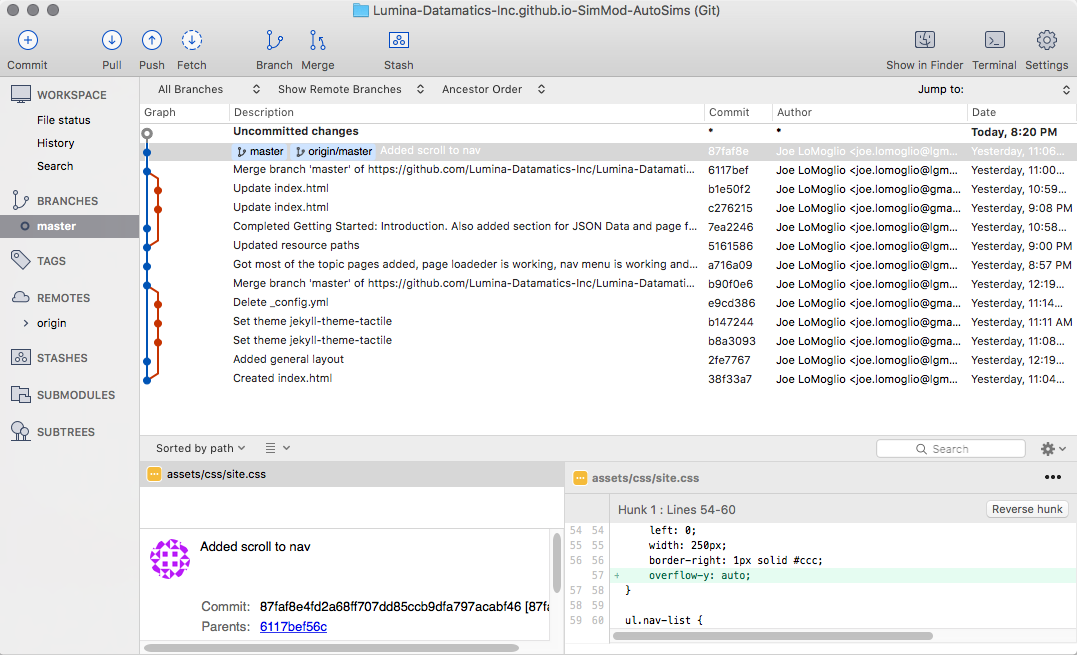 Lumina-Datamatics-Inc.github.io-SimMod-AutoSims (Git)
Commit Pull Push Fetch Branch Merge Stash Show in Finder Terminal Settings
WORKSPACE
File status
History
Search
BRANCHES
master
TAGS
REMOTES
origin
STASHES
SUBMODULES
SUBTREES
All Branches Show Remote Branches Ancestor Order Jump to:
Graph Description Commit Author Date
Uncommitted changes * * Today, 8:20 PM
master origin/master Added scroll to nav 87faf8e Joe LoMoglio <joe.lomoglio@lgm... Yesterday, 11:06...
Merge branch 'master' of https://github.com/Lumina-Datamatics-Inc/Lumina-Datamati... 6117bef Joe LoMoglio <joe.lomoglio@lgm... Yesterday, 11:00...
Update index.html b1e50f2 Joe LoMoglio <joe.lomoglio@gma... Yesterday, 10:59...
Update index.html c276215 Joe LoMoglio <joe.lomoglio@gma... Yesterday, 9:08 PM
Completed Getting Started: Introduction. Also added section for JSON Data and page f... 7ea2246 Joe LoMoglio <joe.lomoglio@lgm... Yesterday, 10:58...
Updated resource paths 5161586 Joe LoMoglio <joe.lomoglio@lgm... Yesterday, 9:00 PM
Got most of the topic pages added, page loadeder is working, nav menu is working and... a716a09 Joe LoMoglio <joe.lomoglio@lgm... Yesterday, 8:57 PM
Merge branch 'master' of https://github.com/Lumina-Datamatics-Inc/Lumina-Datamati... b90f0e6 Joe LoMoglio <joe.lomoglio@lgm... Yesterday, 12:19...
Delete _config.yml e9cd386 Joe LoMoglio <joe.lomoglio@gma... Yesterday, 11:14...
Set theme jekyll-theme-tactile b147244 Joe LoMoglio <joe.lomoglio@gma... Yesterday, 11:11 AM
Set theme jekyll-theme-tactile b8a3093 Joe LoMoglio <joe.lomoglio@gma... Yesterday, 11:08...
Added general layout 2fe7767 Joe LoMoglio <joe.lomoglio@lgm... Yesterday, 12:19...
Created index.html 38f33a7 Joe LoMoglio <joe.lomoglio@lgm... Yesterday, 11:04...
Sorted by path Search
assets/css/site.css
Added scroll to nav
Commit: 87faf8e4fd2a68ff707dd85ccb9dfa797acabf46 [87fa
Parents: 6117bef56c
assets/css/site.css
Hunk 1 : Lines 54-60 Reverse hunk
54 54 left: 0;
55 55 width: 250px;
56 56 border-right: 1px solid #ccc;
57 + overflow-y: auto;
57 58 }
58 59
59 60 ul.nav-list {